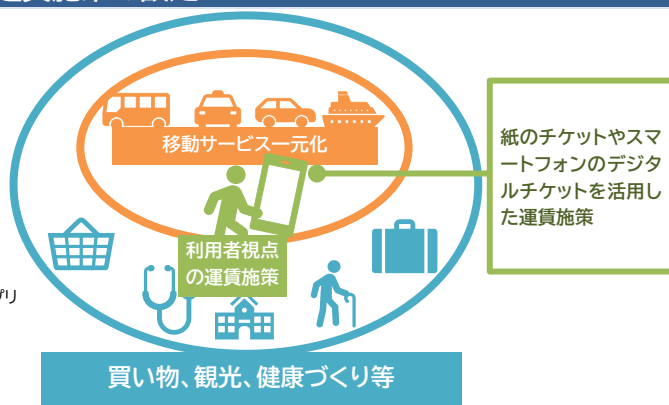 移動サービス一元化
紙のチケットやスマ
ートフォンのデジタ
ルチケットを活用し
た運賃施策
利用者視点
の運賃施策
プリ
買い物、観光、健康づくり等